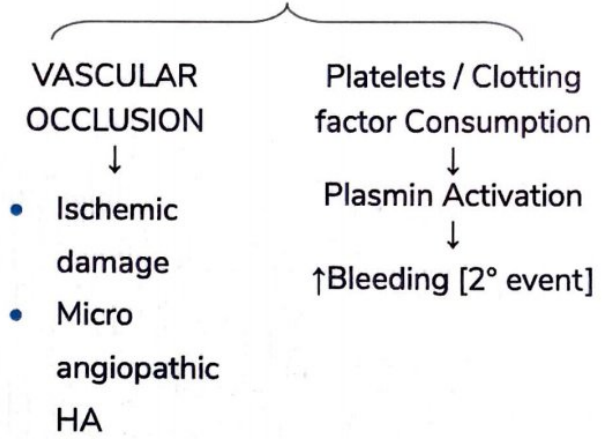 VASCULAR
OCCLUSION
↓
• Ischemic
damage
• Micro
angiopathic
HA
Platelets / Clotting
factor Consumption
↓
Plasmin Activation
↓
↑Bleeding [2° event]